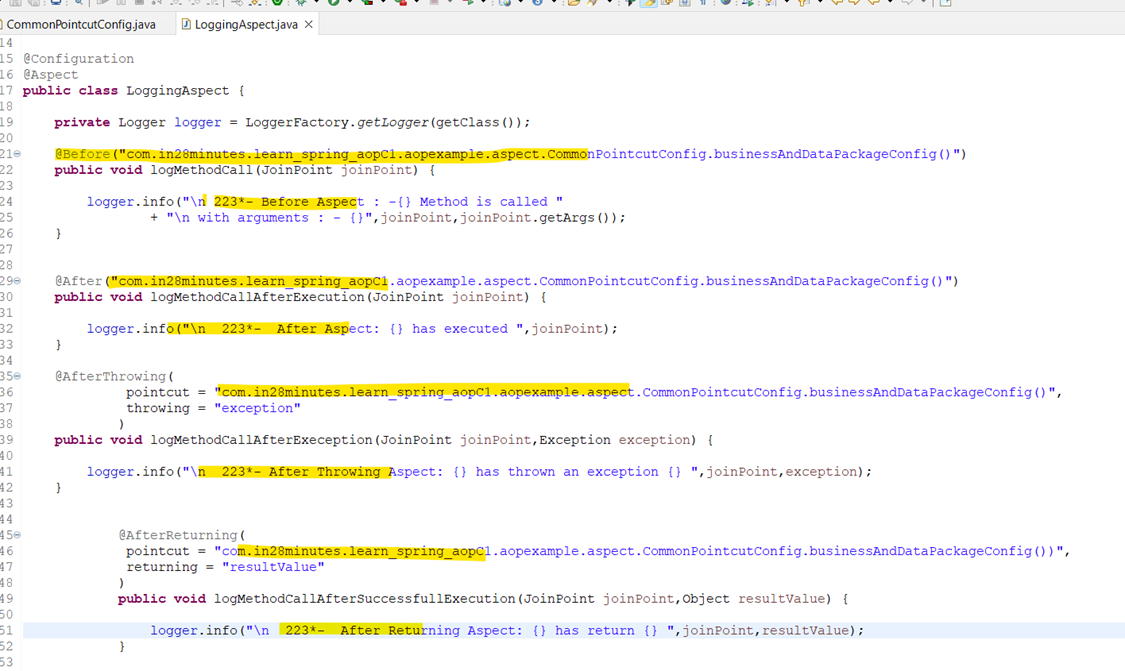 CommonPointcutConfig.java LoggingAspect.java
14
15 @Configuration
16 @Aspect
17 public class LoggingAspect {
18
19 private Logger logger = LoggerFactory.getLogger(getClass());
20
21 @Before("com.in28minutes.learn_spring_aopC1.aopexample.aspect.CommonPointcutConfig.businessAndDataPackageConfig()")
22 public void logMethodCall(JoinPoint joinPoint) {
23
24 logger.info("\n 223*- Before Aspect : -{} Method is called "
25 + "\n with arguments : - {}",joinPoint,joinPoint.getArgs());
26 }
27
28
29 @After("com.in28minutes.learn_spring_aopC1.aopexample.aspect.CommonPointcutConfig.businessAndDataPackageConfig()")
30 public void logMethodCallAfterExecution(JoinPoint joinPoint) {
31
32 logger.info("\n 223*- After Aspect: {} has executed ",joinPoint);
33 }
34
35 @AfterThrowing(
36 pointcut = "com.in28minutes.learn_spring_aopC1.aopexample.aspect.CommonPointcutConfig.businessAndDataPackageConfig()",
37 throwing = "exception"
38 )
39 public void logMethodCallAfterExeception(JoinPoint joinPoint,Exception exception) {
40
41 logger.info("\n 223*- After Throwing Aspect: {} has thrown an exception {} ",joinPoint,exception);
42 }
43
44
45 @AfterReturning(
46 pointcut = "com.in28minutes.learn_spring_aopC1.aopexample.aspect.CommonPointcutConfig.businessAndDataPackageConfig())",
47 returning = "resultValue"
48 )
49 public void logMethodCallAfterSuccessfullExecution(JoinPoint joinPoint,Object resultValue) {
50
51 logger.info("\n 223*- After Returning Aspect: {} has return {} ",joinPoint,resultValue);
52 }
53